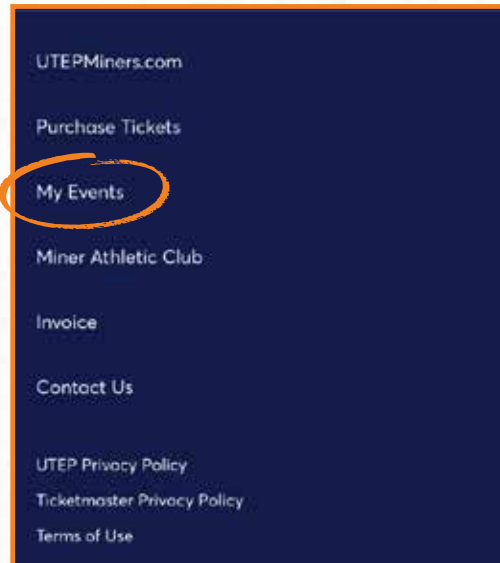 UTEPMiners.com
Purchase Tickets
My Events
Miner Athletic Club
Invoice
Contact Us
UTEP Privacy Policy
Ticketmaster Privacy Policy
Terms of Use